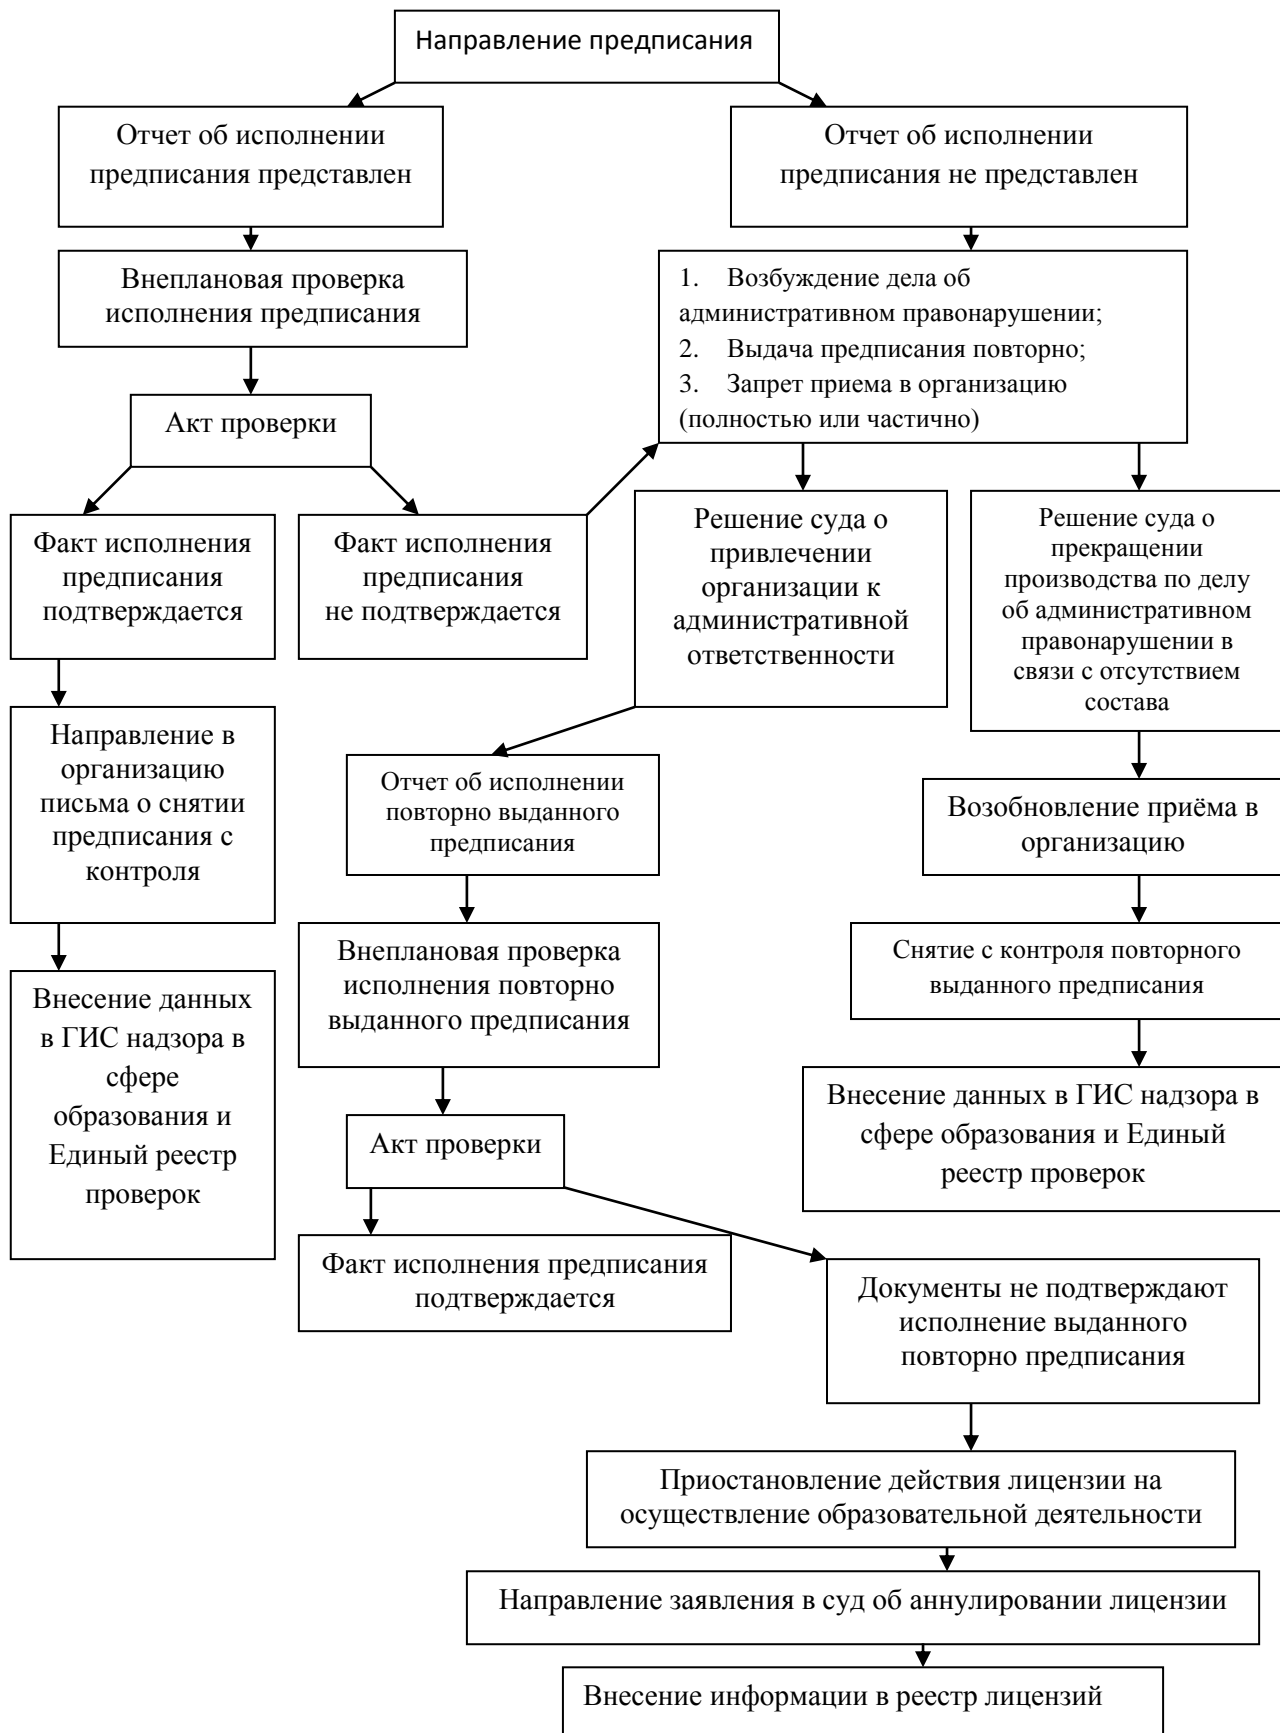 Направление предписания
Отчет об исполнении
предписания представлен
Отчет об исполнении
предписания не представлен
Внеплановая проверка
исполнения предписания
1. Возбуждение дела об
административном правонарушении;
2. Выдача предписания повторно;
3. Запрет приема в организацию
(полностью или частично)
Акт проверки
Факт исполнения
предписания
подтверждается
Факт исполнения
предписания
не подтверждается
Решение суда о
привлечении
организации к
административной
ответственности
Решение суда о
прекращении
производства по делу
об административном
правонарушении в
связи с отсутствием
состава
Направление в
организацию
письма о снятии
предписания с
контроля
Отчет об исполнении
повторно выданного
предписания
Возобновление приёма в
организацию
Внеплановая проверка
исполнения повторно
выданного предписания
Снятие с контроля повторного
выданного предписания
Внесение данных
в ГИС надзора в
сфере
образования и
Единый реестр
проверок
Внесение данных в ГИС надзора в
сфере образования и Единый
реестр проверок
Акт проверки
Факт исполнения предписания
подтверждается
Документы не подтверждают
исполнение выданного
повторно предписания
Приостановление действия лицензии на
осуществление образовательной деятельности
Направление заявления в суд об аннулировании лицензии
Внесение информации в реестр лицензий